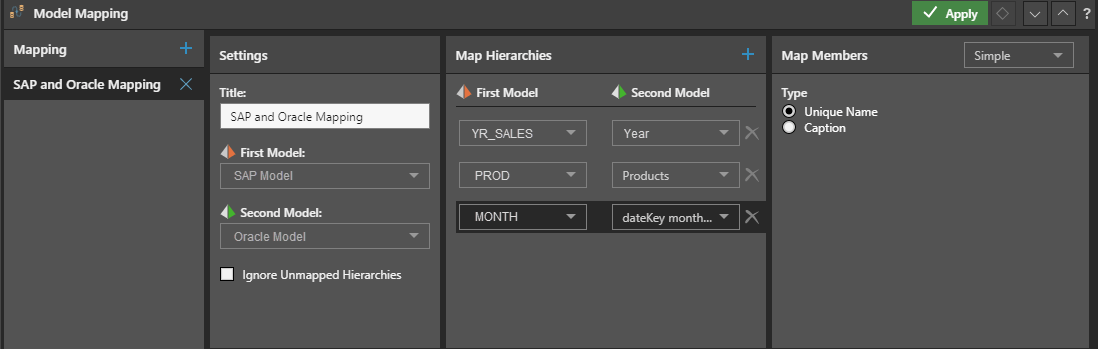 Model Mapping
Apply
?
Mapping
SAP and Oracle Mapping
Settings
Title:
SAP and Oracle Mapping
First Model:
SAP Model
Second Model:
Oracle Model
Ignore Unmapped Hierarchies
Map Hierarchies
First Model Second Model
YR_SALES Year
PROD Products
MONTH dateKey month...
Map Members
Simple
Type
Unique Name
Caption